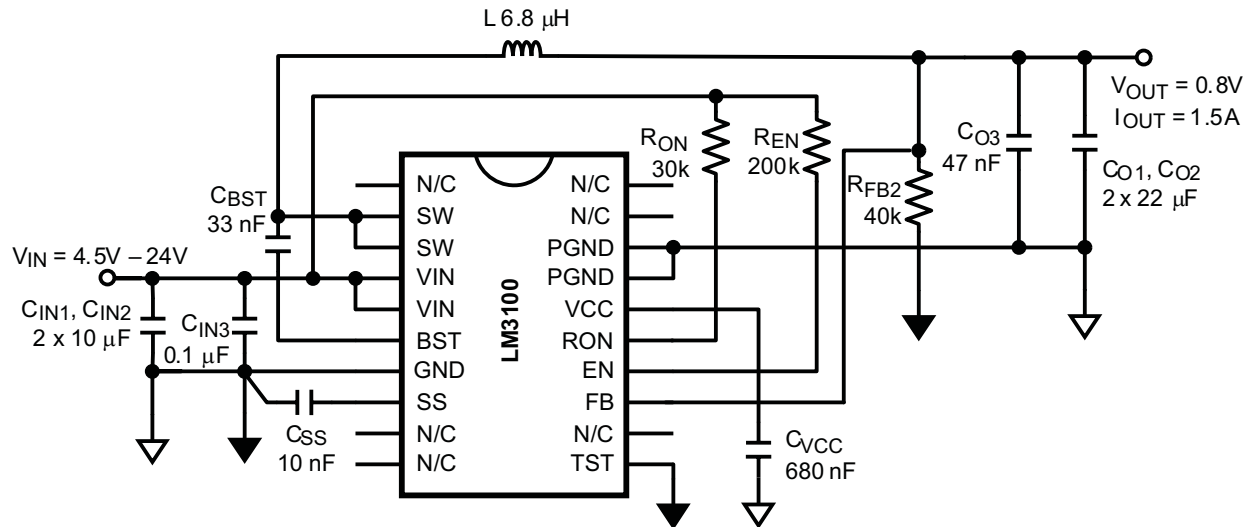 L 6.8 μH
VOUT = 0.8V
IOUT = 1.5A
CO3
47 nF
CO1, CO2
2 x 22 μF
RON
30k
REN
200k
RFB2
40k
CBST
33 nF
VIN = 4.5V – 24V
CIN1, CIN2
2 x 10 μF
CIN3
0.1 μF
CSS
10 nF
CVCC
680 nF
LM3100
N/C
SW
SW
VIN
VIN
BST
GND
SS
N/C
N/C
N/C
N/C
PGND
PGND
VCC
RON
EN
FB
N/C
TST